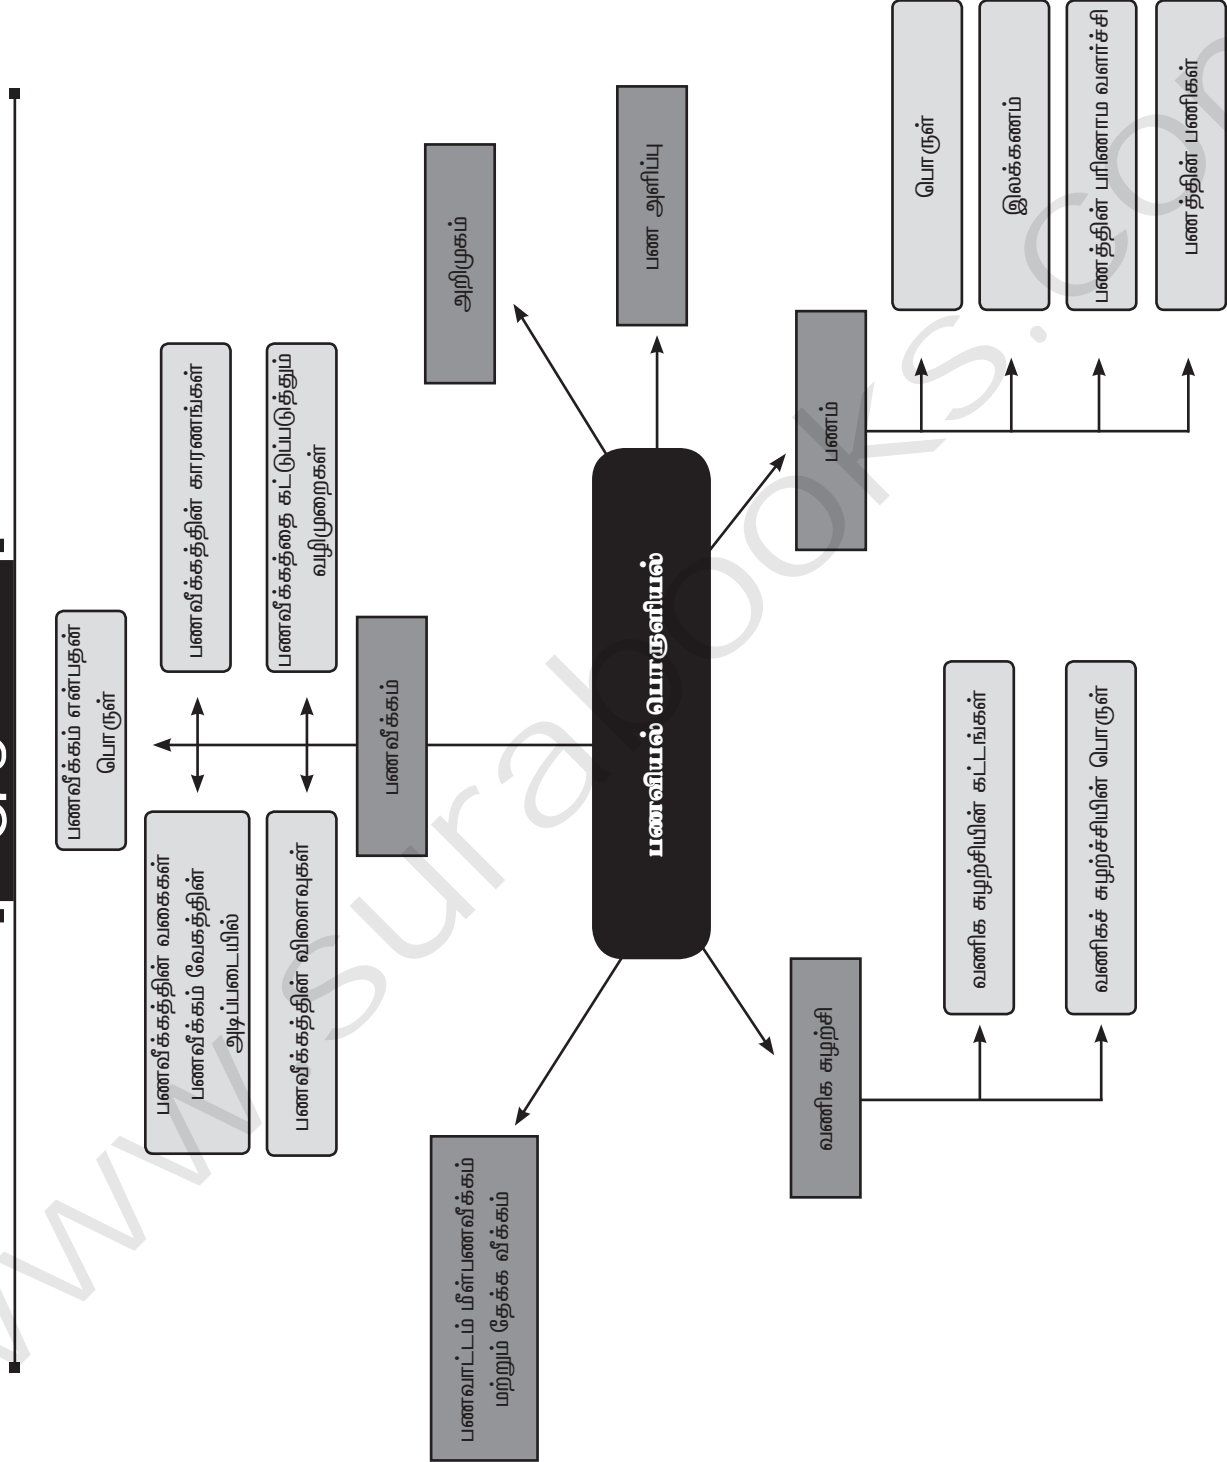 பணவீக்கம் என்பதன்
பொருள்
பணவீக்கத்தின் வகைகள்
பணவீக்கம் வேகத்தின்
அடிப்படையில்
பணவீக்கத்தின் காரணங்கள்
பணவீக்கத்தின் விளைவுகள்
பணவீக்கத்தை கட்டுப்படுத்தும்
வழிமுறைகள்
பணவீக்கம்
பணவாட்டம் மீள்பணவீக்கம்
மற்றும் தேக்க வீக்கம்
அறிமுகம்
பணவியல் பொருளியல்
பண அளிப்பு
வணிக சுழற்சி
பணம்
வணிக சுழற்சியின் கட்டங்கள்
வணிகச் சுழற்ச்சியின் பொருள்
பொருள்
இலக்கணம்
பணத்தின் பரிணாம வளர்ச்சி
பணத்தின் பணிகள்
www.surabooks.com